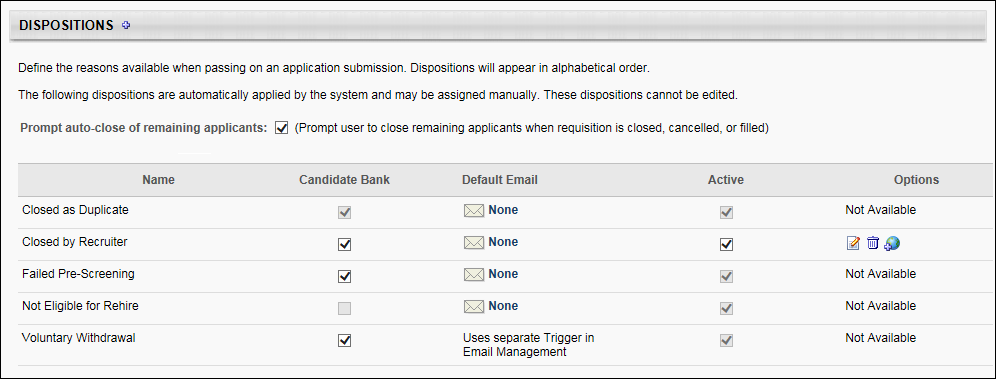 DISPOSITIONS
Define the reasons available when passing on an application submission. Dispositions will appear in alphabetical order.
The following dispositions are automatically applied by the system and may be assigned manually. These dispositions cannot be edited.
Prompt auto-close of remaining applicants: (Prompt user to close remaining applicants when requisition is closed, cancelled, or filled)
Name Candidate Bank Default Email Active Options
Closed as Duplicate None Not Available
Closed by Recruiter None
Failed Pre-Screening None Not Available
Not Eligible for Rehire None Not Available
Voluntary Withdrawal Uses separate Trigger in Not Available
Email Management